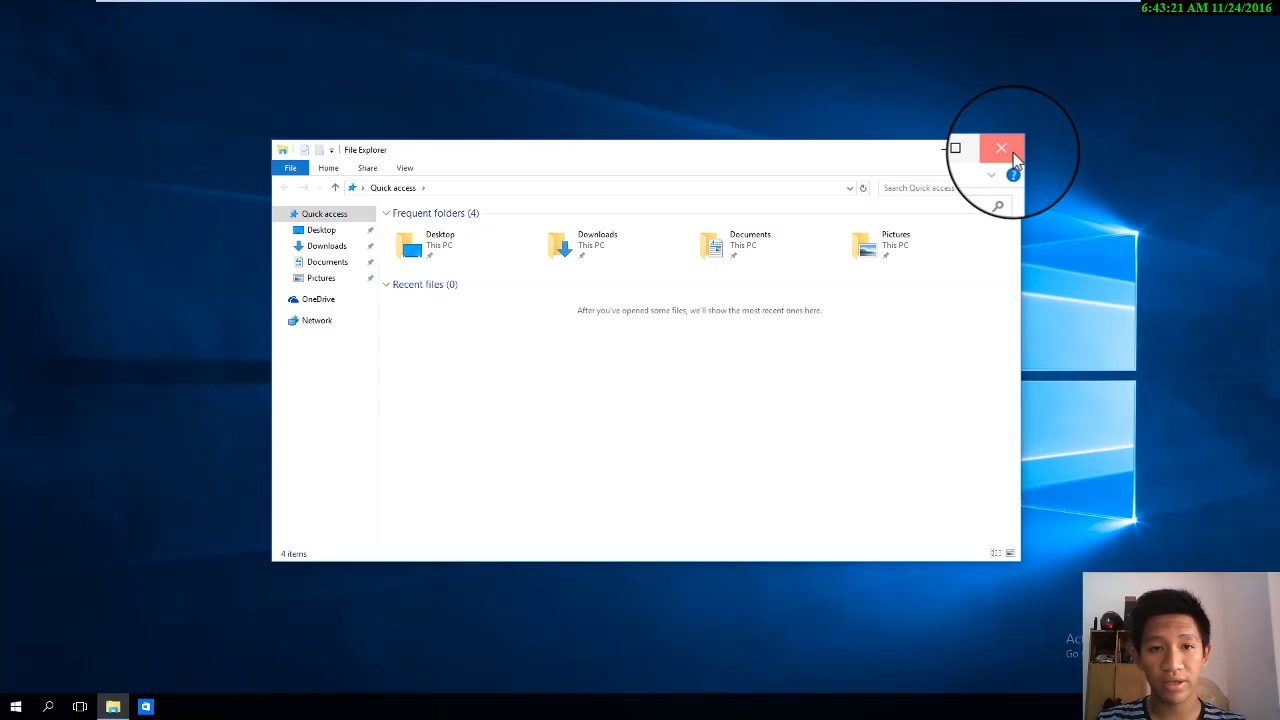 6:43:21 AM 11/24/2016
File Explorer
File Home Share View
Quick access
Search Quick access
Quick access
Desktop
Downloads
Documents
Pictures
OneDrive
Network
Frequent folders (4)
Desktop
This PC
Downloads
This PC
Documents
This PC
Pictures
This PC
Recent files (0)
After you've opened some files, we'll show the most recent ones here.
4 items
Go